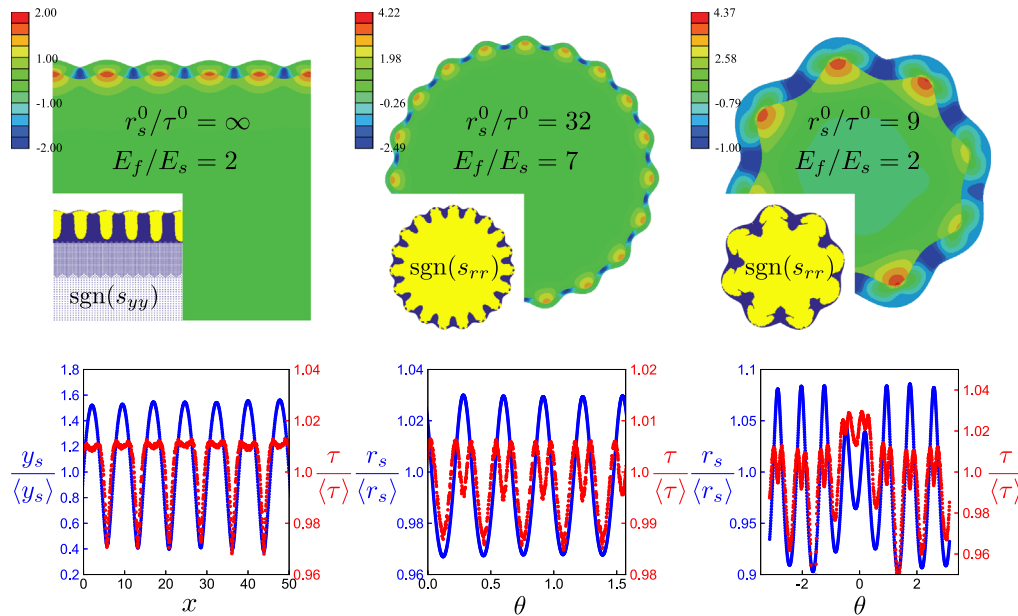 2.00
-1.00
-2.00
r_s^0/τ^0 = ∞
E_f/E_s = 2
sgn(s_{yy})
4.22
1.98
-0.26
-2.49
r_s^0/τ^0 = 32
E_f/E_s = 7
sgn(s_{rr})
4.37
2.58
-0.79
-1.00
r_s^0/τ^0 = 9
E_f/E_s = 2
sgn(s_{rr})
1.8
1.6
1.4
1.2
1.0
0.8
0.6
0.4
0.2
y_s/⟨y_s⟩
0 10 20 30 40 50
x
1.04
1.02
1.0
0.98
0.96
τ/⟨τ⟩
r_s/⟨r_s⟩
1.04
1.02
1.0
0.98
0.96
0.0 0.5 1.0 1.5
θ
1.02
1.01
1.0
0.99
0.98
τ/⟨τ⟩
r_s/⟨r_s⟩
1.1
1.05
1.0
0.95
0.9
-2 0 2
θ
1.04
1.02
1.0
0.98
0.96
τ/⟨τ⟩